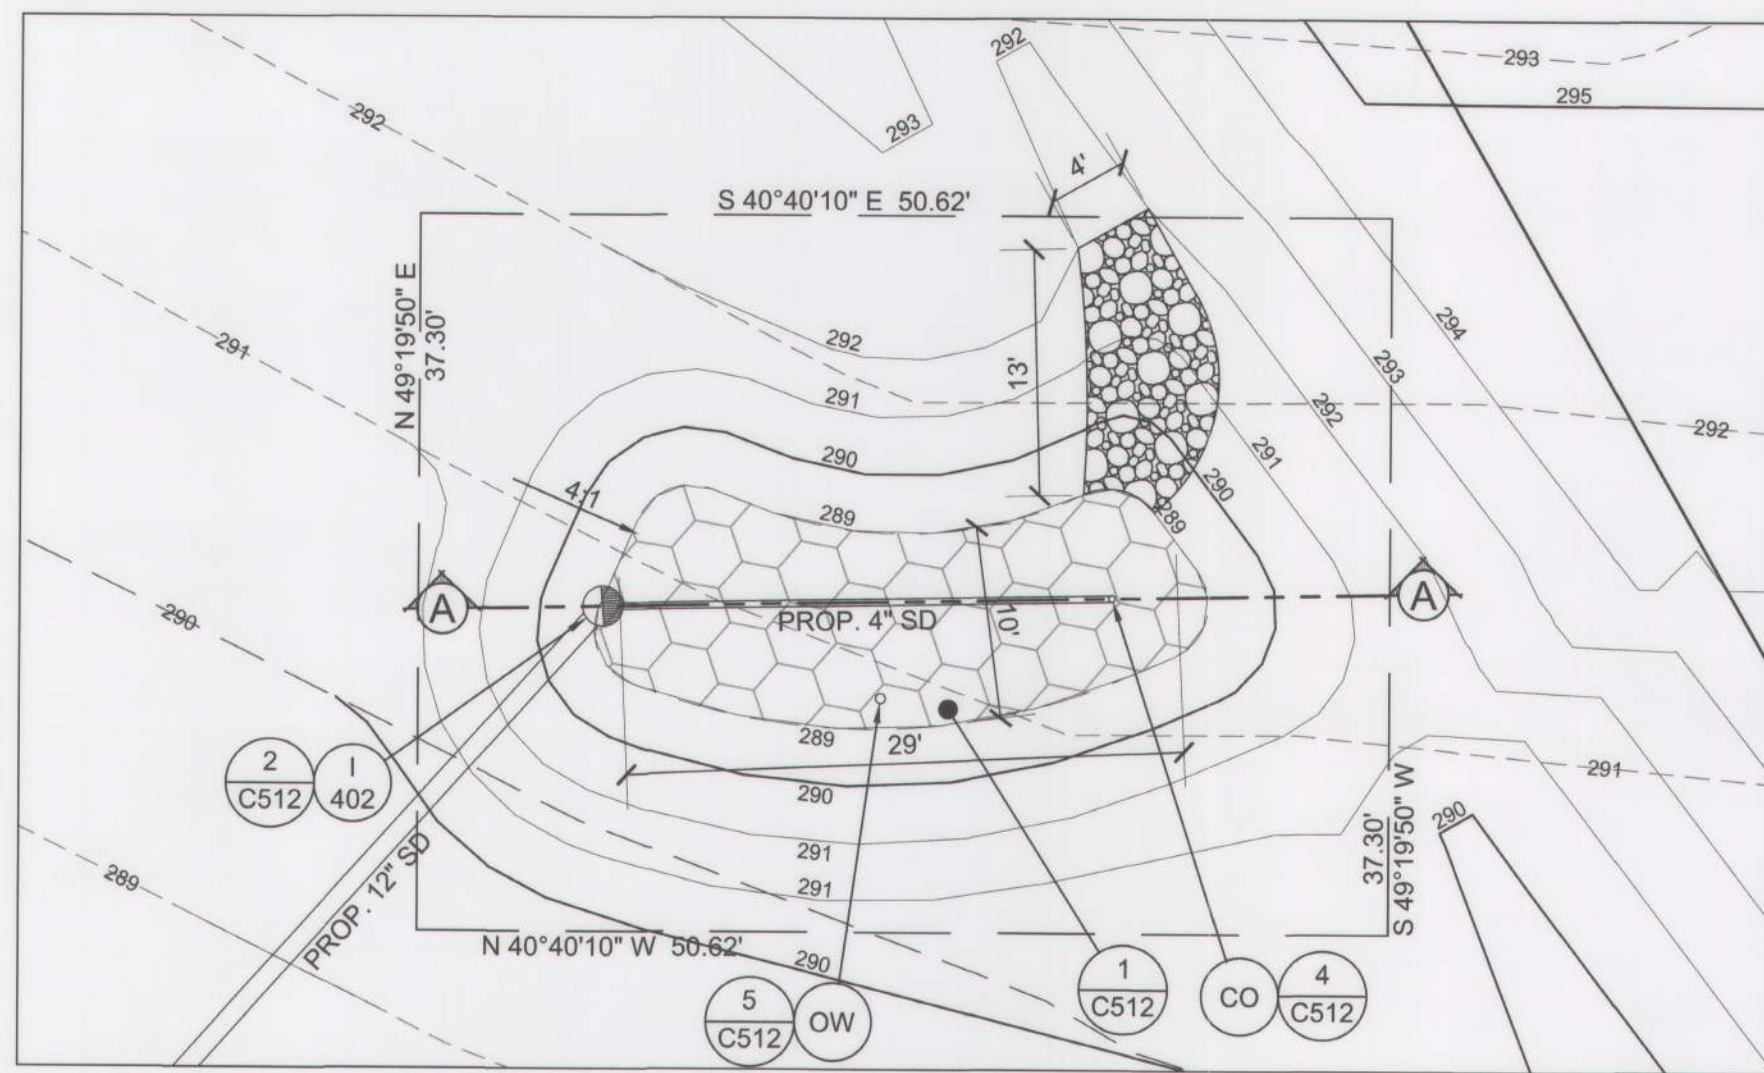 292
293
295
292
293
4'
S 40°40'10" E 50.62'
N 49°19'50" E
37.30'
291
292
294
293
13'
291
292
292
290
291
4:1
290
289
289
A
A
PROP. 4" SD
10'
290
289
29'
291
2
C512
I
402
290
290
PROP. 12" SD
291
37.30'
S 49°19'50" W
289
291
N 40°40'10" W 50.62'
290
5
C512
OW
1
C512
CO
4
C512